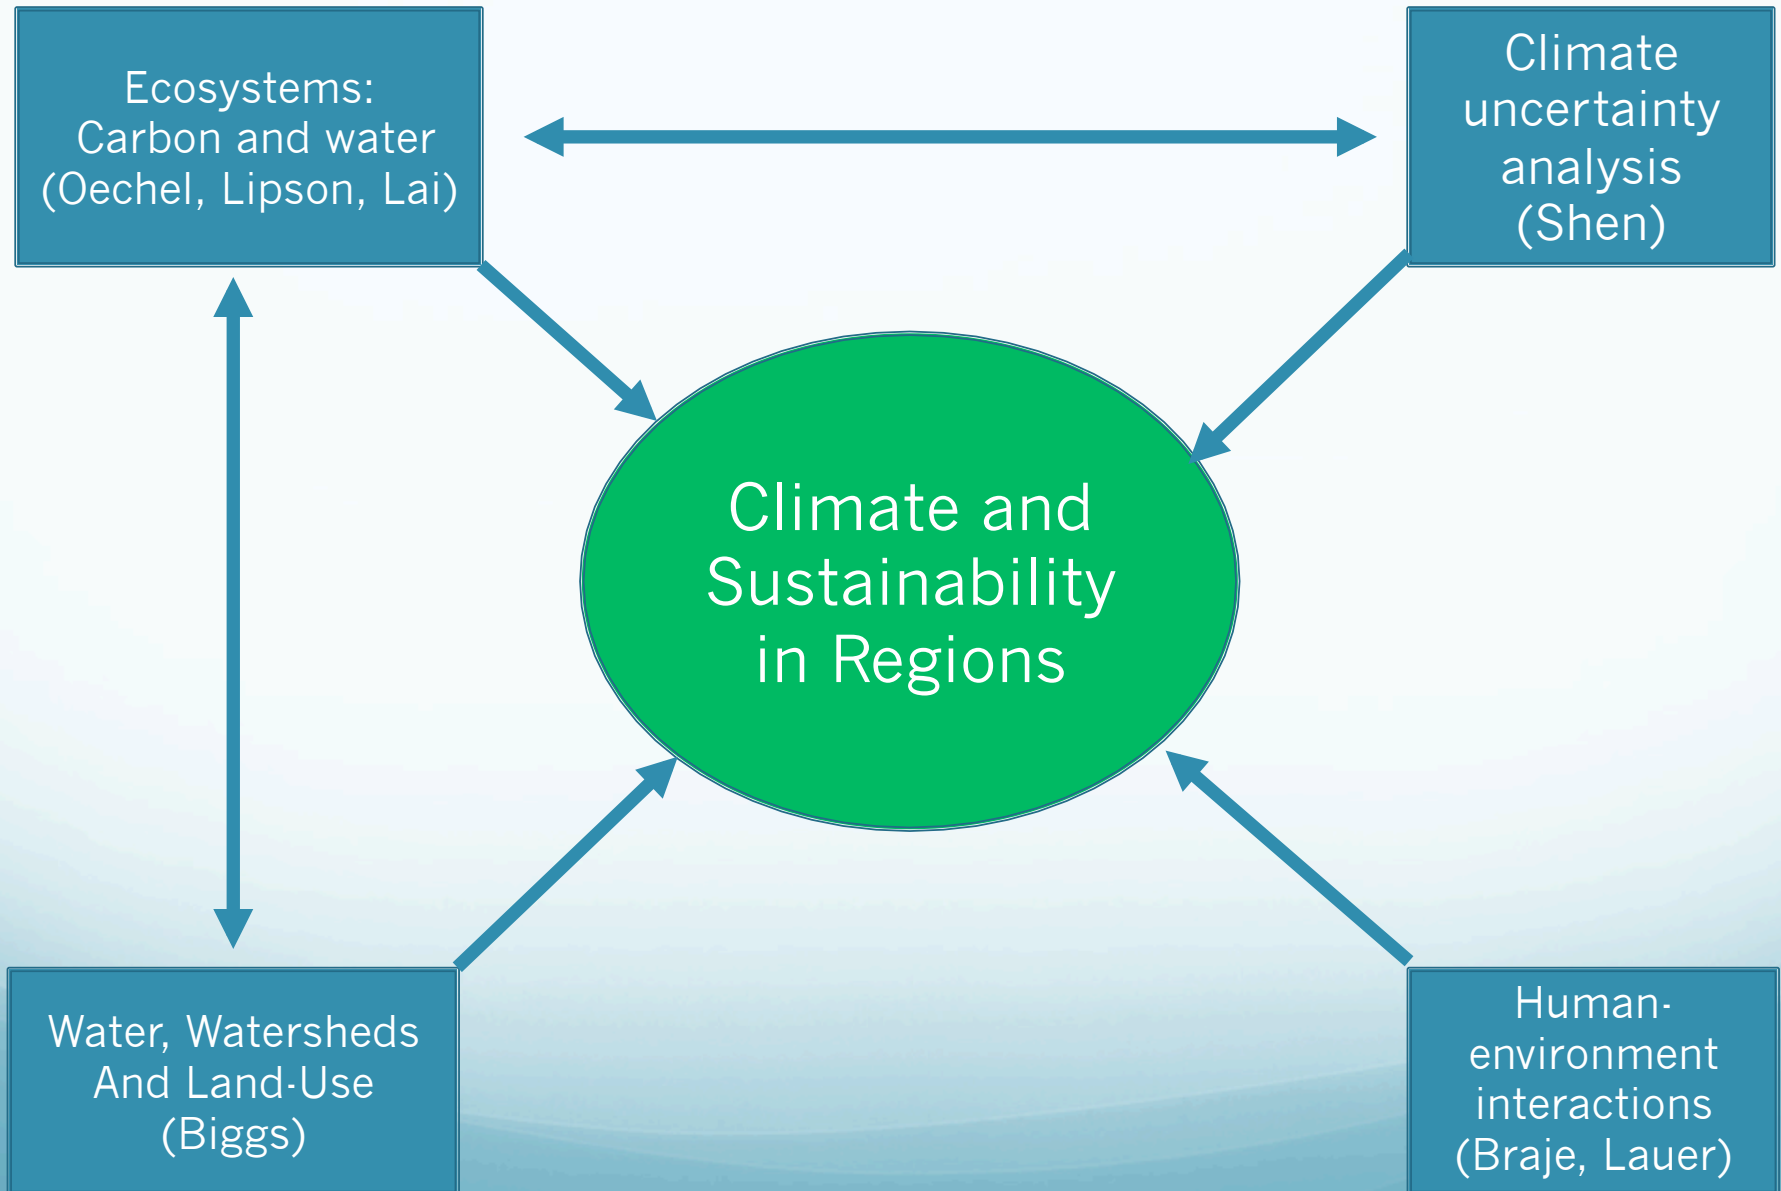 Ecosystems:
Carbon and water
(Oechel, Lipson, Lai)
Climate
uncertainty
analysis
(Shen)
Climate and
Sustainability
in Regions
Water, Watersheds
And Land-Use
(Biggs)
Human-
environment
interactions
(Braje, Lauer)